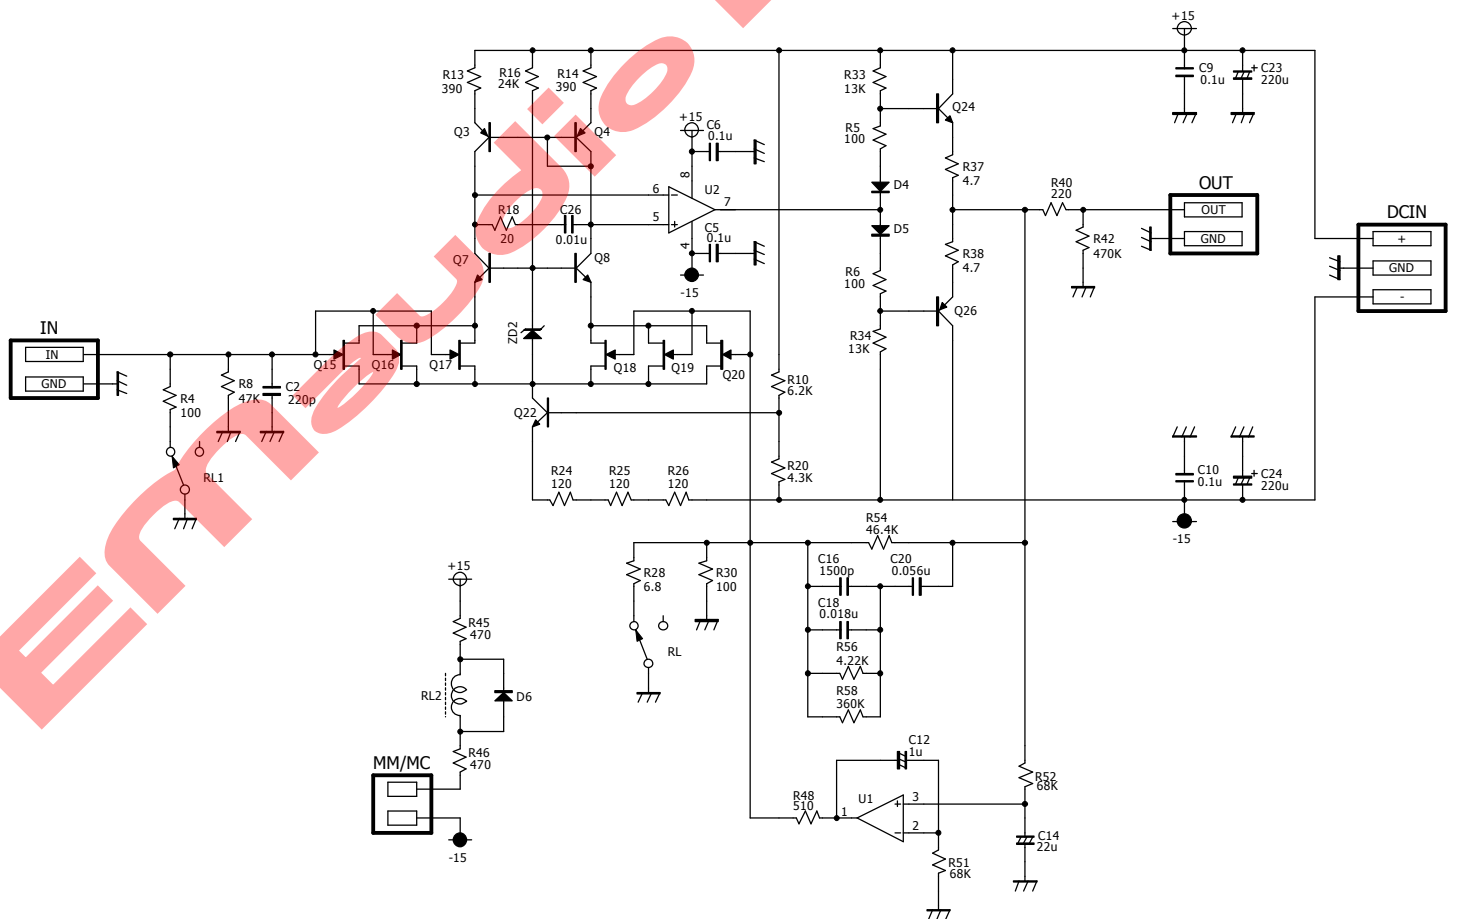 +15
R13
390
R16
24K
R14
390
R33
13K
C9
0.1u
+ C23
220u
Q3
Q4
+15
C6
0.1u
Q24
R5
100
8
R37
4.7
D4
6
−
U2
7
5
+
R18
20
C26
0.01u
4
C5
0.1u
-15
D5
R40
220
OUT
OUT
GND
R42
470K
DCIN
+
GND
-
Q7
Q8
R6
100
R38
4.7
Q26
IN
IN
GND
ZD2
R34
13K
Q15
Q16
Q17
Q18
Q19
Q20
R4
100
R8
47K
C2
220p
R10
6.2K
Q22
RL1
R24
120
R25
120
R26
120
R20
4.3K
C10
0.1u
+ C24
220u
-15
R54
46.4K
C16
1500p
C20
0.056u
R28
6.8
R30
100
C18
0.018u
+15
R45
470
RL
R56
4.22K
R58
360K
RL2
D6
R46
470
MM/MC
-15
C12
1u
R52
68K
R48
510
1
U1
+
3
−
2
C14
22u
R51
68K
Emaudio